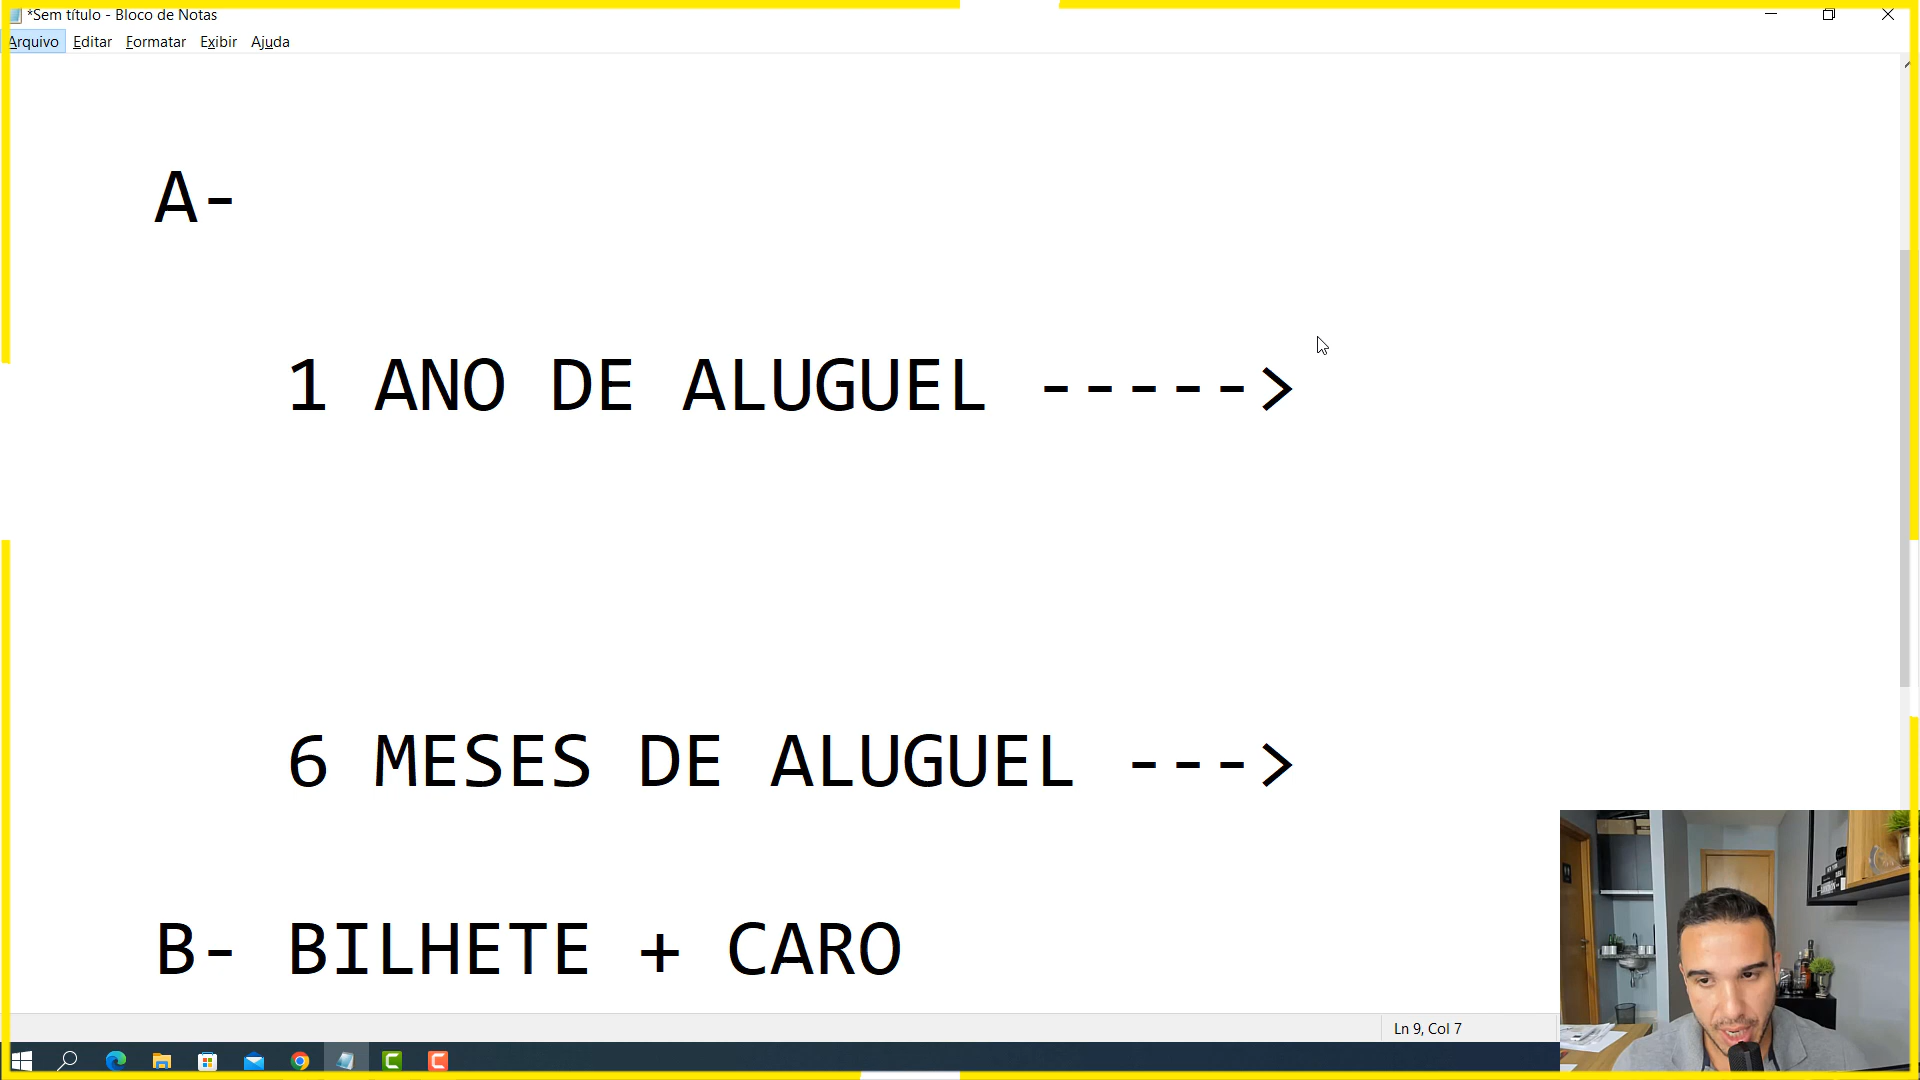 *Sem título - Bloco de Notas
Arquivo Editar Formatar Exibir Ajuda
A-
1 ANO DE ALUGUEL ----->
6 MESES DE ALUGUEL --->
B- BILHETE + CARO
Ln 9, Col 7